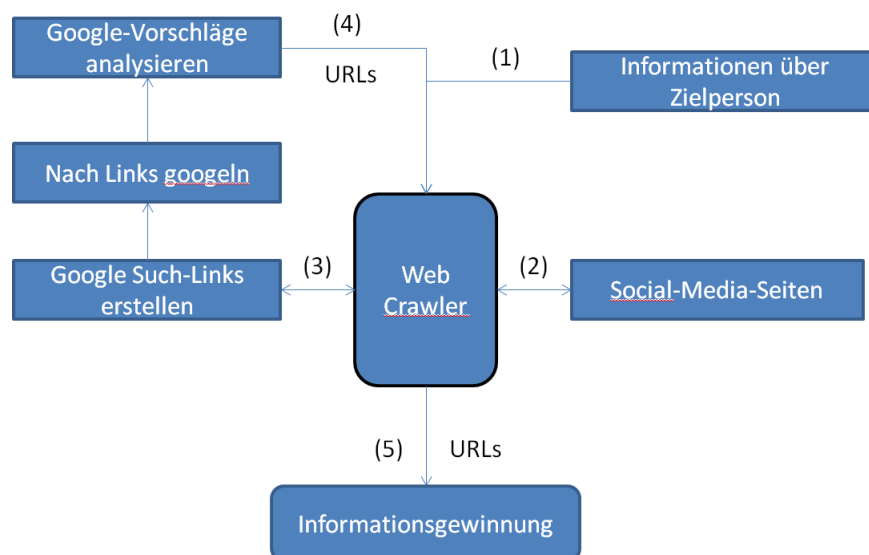 Google-Vorschläge
analysieren
(4)
URLs
(1)
Informationen über
Zielperson
Nach Links googeln
Google Such-Links
erstellen
(3)
Web
Crawler
(2)
Social-Media-Seiten
(5)
URLs
Informationsgewinnung